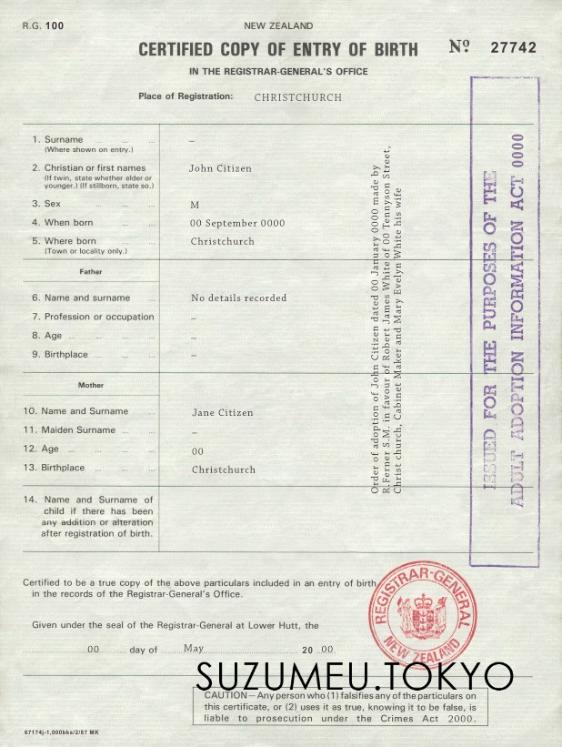 R.G. 100
NEW ZEALAND
CERTIFIED COPY OF ENTRY OF BIRTH
Nº 27742
IN THE REGISTRAR-GENERAL'S OFFICE
Place of Registration: CHRISTCHURCH
1. Surname ... –
(Where shown on entry.)
2. Christian or first names John Citizen
(If twin, state whether elder or
younger.) (If stillborn, state so.)
3. Sex ... ... M
4. When born ... 00 September 0000
5. Where born ... Christchurch
(Town or locality only.)
Father
6. Name and surname ... No details recorded
7. Profession or occupation –
8. Age ... ... –
9. Birthplace ... ... –
Mother
10. Name and Surname ... Jane Citizen
11. Maiden Surname ... –
12. Age ... ... 00
13. Birthplace ... ... Christchurch
14. Name and Surname of
child if there has been
any addition or alteration
after registration of birth.
Order of adoption of John Citizen dated 00 January 0000 made by
R.Ferner S.M. in favour of Robert James White of 00 Tennyson Street,
Christ church, Cabinet Maker and Mary Evelyn White his wife
ISSUED FOR THE PURPOSES OF THE
ADULT ADOPTION INFORMATION ACT 0000
Certified to be a true copy of the above particulars included in an entry of birth
in the records of the Registrar-General's Office.
Given under the seal of the Registrar-General at Lower Hutt, the
00 day of May 20 00
REGISTRAR-GENERAL
NEW ZEALAND
SUZUMEU.TOKYO
CAUTION—Any person who (1) falsifies any of the particulars on
this certificate, or (2) uses it as true, knowing it to be false, is
liable to prosecution under the Crimes Act 2000.
67174j-1,000bks/2/87 MK